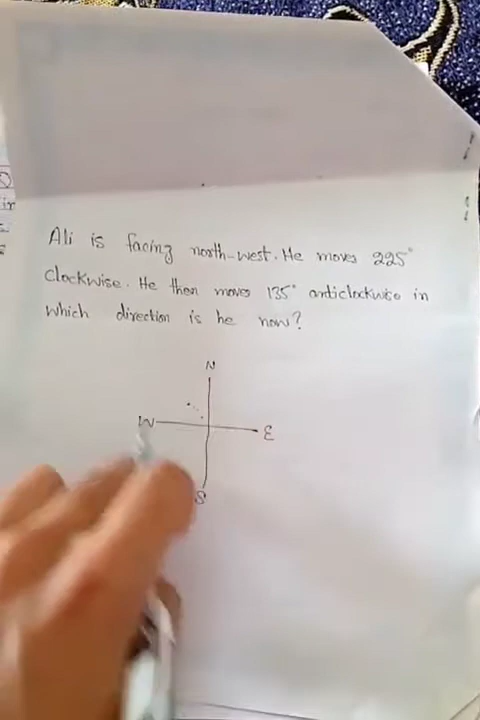 Ali is facing north-west. He moves 225°
clockwise. He then moves 135° anticlockwise in
which direction is he now?
N
W
E
S